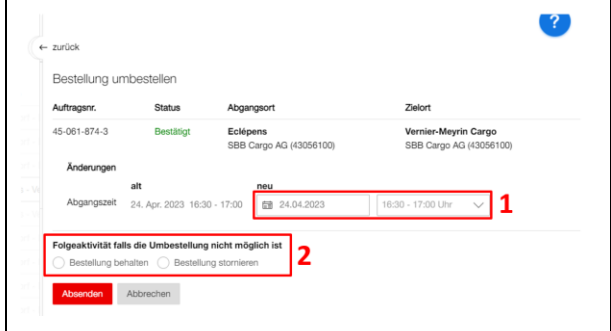 ?
← zurück
Bestellung umbestellen
Auftragsnr. Status Abgangsort Zielort
45-061-874-3 Bestätigt Eclépens Vernier-Meyrin Cargo
SBB Cargo AG (43056100) SBB Cargo AG (43056100)
Änderungen
alt neu
Abgangszeit 24. Apr. 2023 16:30 - 17:00 24.04.2023 16:30 - 17:00 Uhr 1
Folgeaktivität falls die Umbestellung nicht möglich ist
Bestellung behalten Bestellung stornieren 2
Absenden Abbrechen